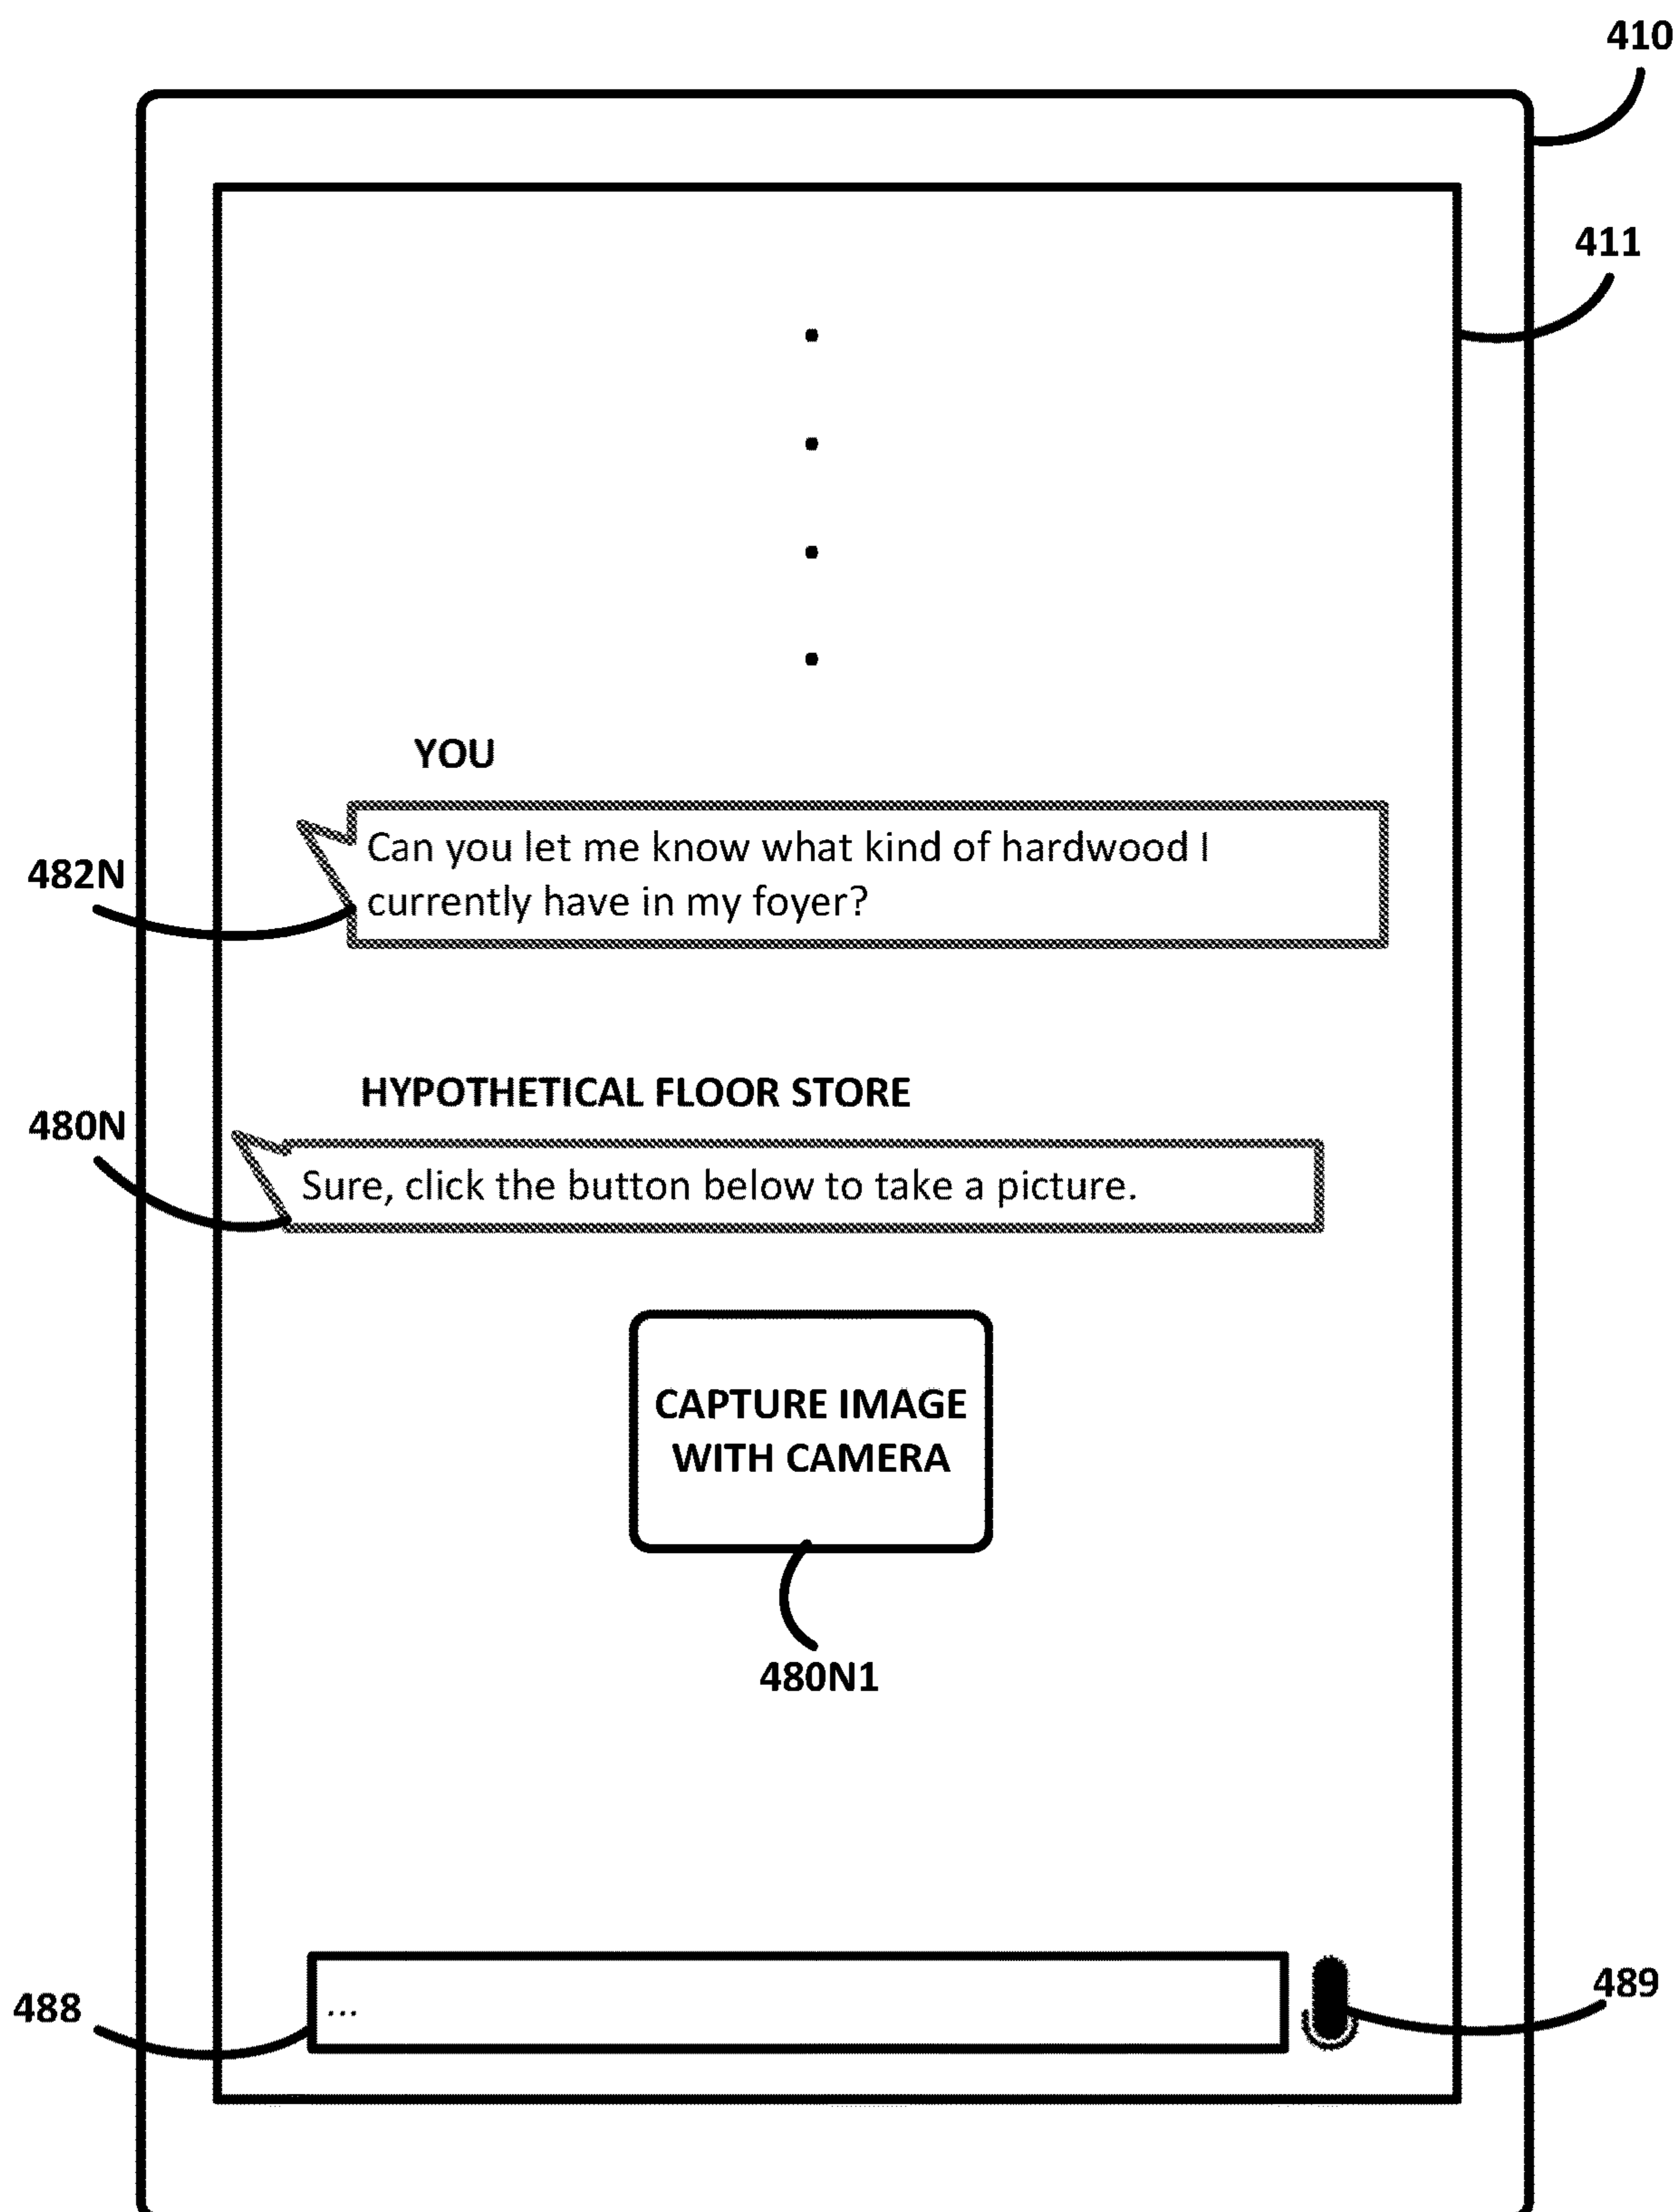 410
411
YOU
Can you let me know what kind of hardwood I
currently have in my foyer?
482N
HYPOTHETICAL FLOOR STORE
480N
Sure, click the button below to take a picture.
CAPTURE IMAGE
WITH CAMERA
480N1
488
...
489